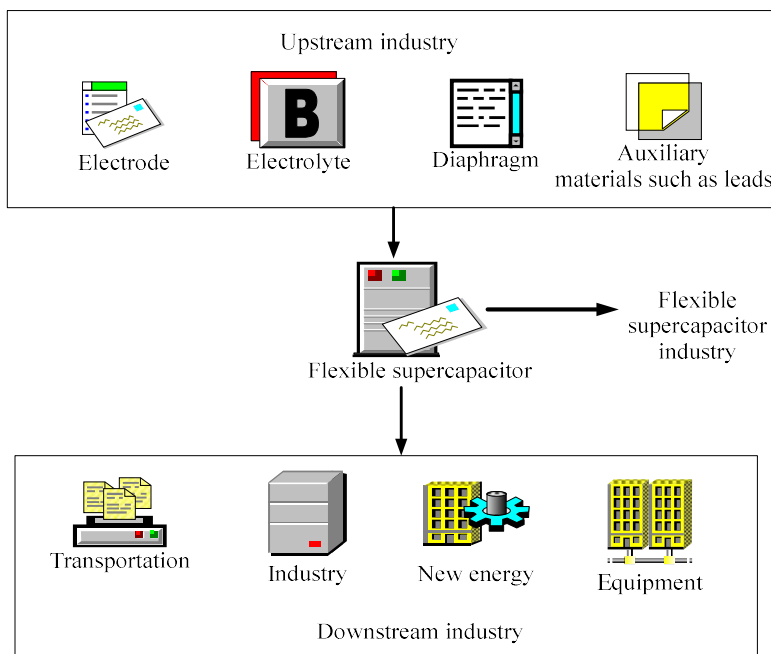 Upstream industry
B
Electrode
Electrolyte
Diaphragm
Auxiliary
materials such as leads
Flexible
supercapacitor
industry
Flexible supercapacitor
Transportation
Industry
New energy
Equipment
Downstream industry